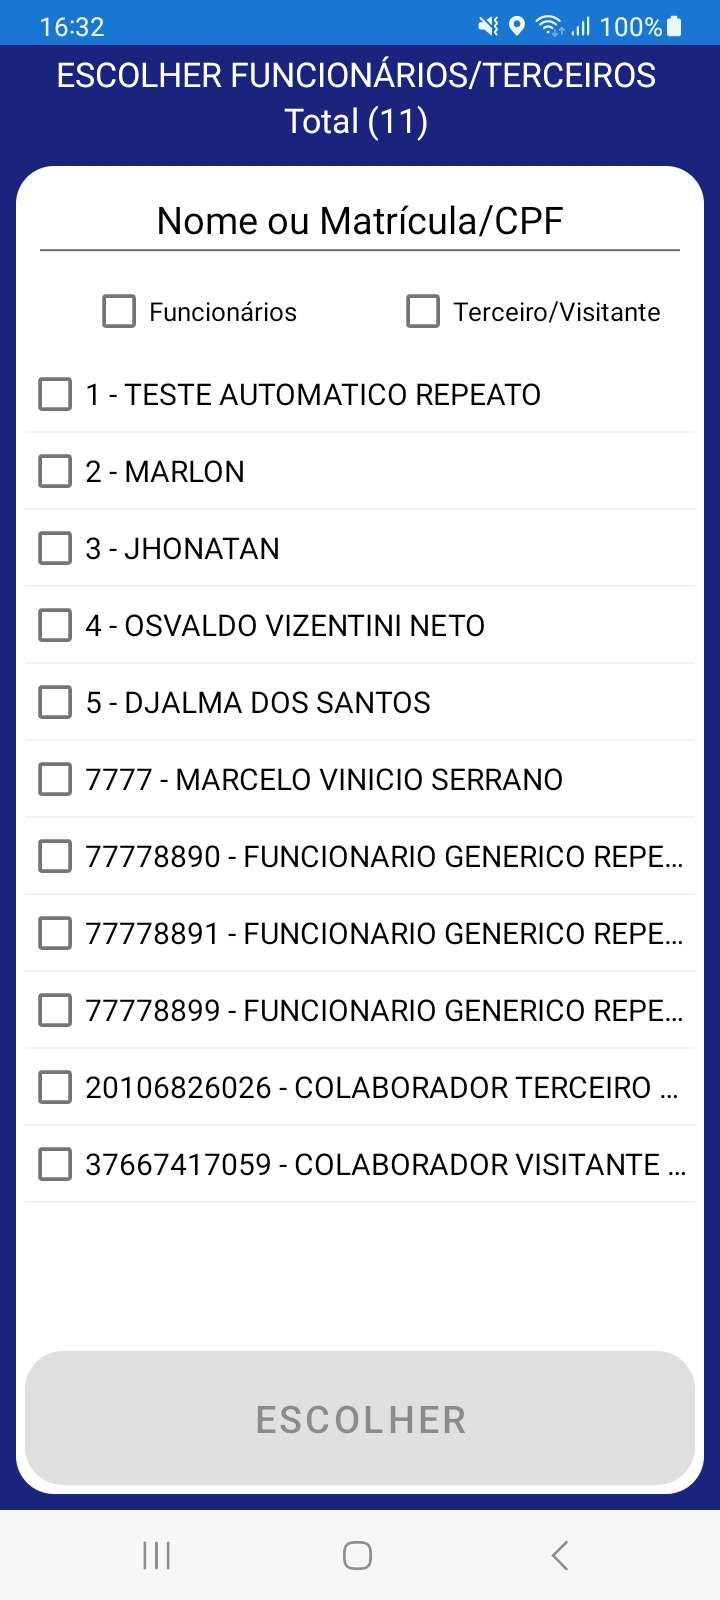 16:32
100%
ESCOLHER FUNCIONÁRIOS/TERCEIROS
Total (11)
Nome ou Matrícula/CPF
Funcionários
Terceiro/Visitante
1 - TESTE AUTOMATICO REPEATO
2 - MARLON
3 - JHONATAN
4 - OSVALDO VIZENTINI NETO
5 - DJALMA DOS SANTOS
7777 - MARCELO VINICIO SERRANO
77778890 - FUNCIONARIO GENERICO REPE...
77778891 - FUNCIONARIO GENERICO REPE...
77778899 - FUNCIONARIO GENERICO REPE...
20106826026 - COLABORADOR TERCEIRO ...
37667417059 - COLABORADOR VISITANTE ...
ESCOLHER